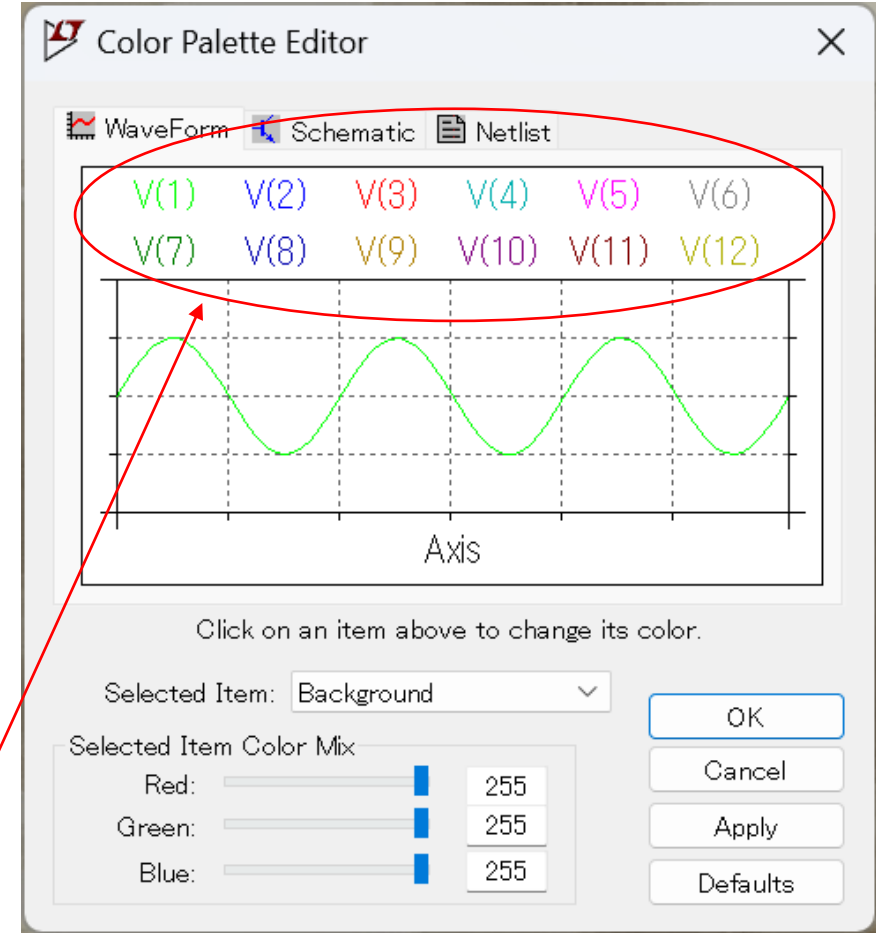 Color Palette Editor
WaveForm Schematic Netlist
V(1) V(2) V(3) V(4) V(5) V(6)
V(7) V(8) V(9) V(10) V(11) V(12)
Axis
Click on an item above to change its color.
Selected Item: Background
OK
Selected Item Color Mix
Cancel
Red: 255
Green: 255
Apply
Blue: 255
Defaults